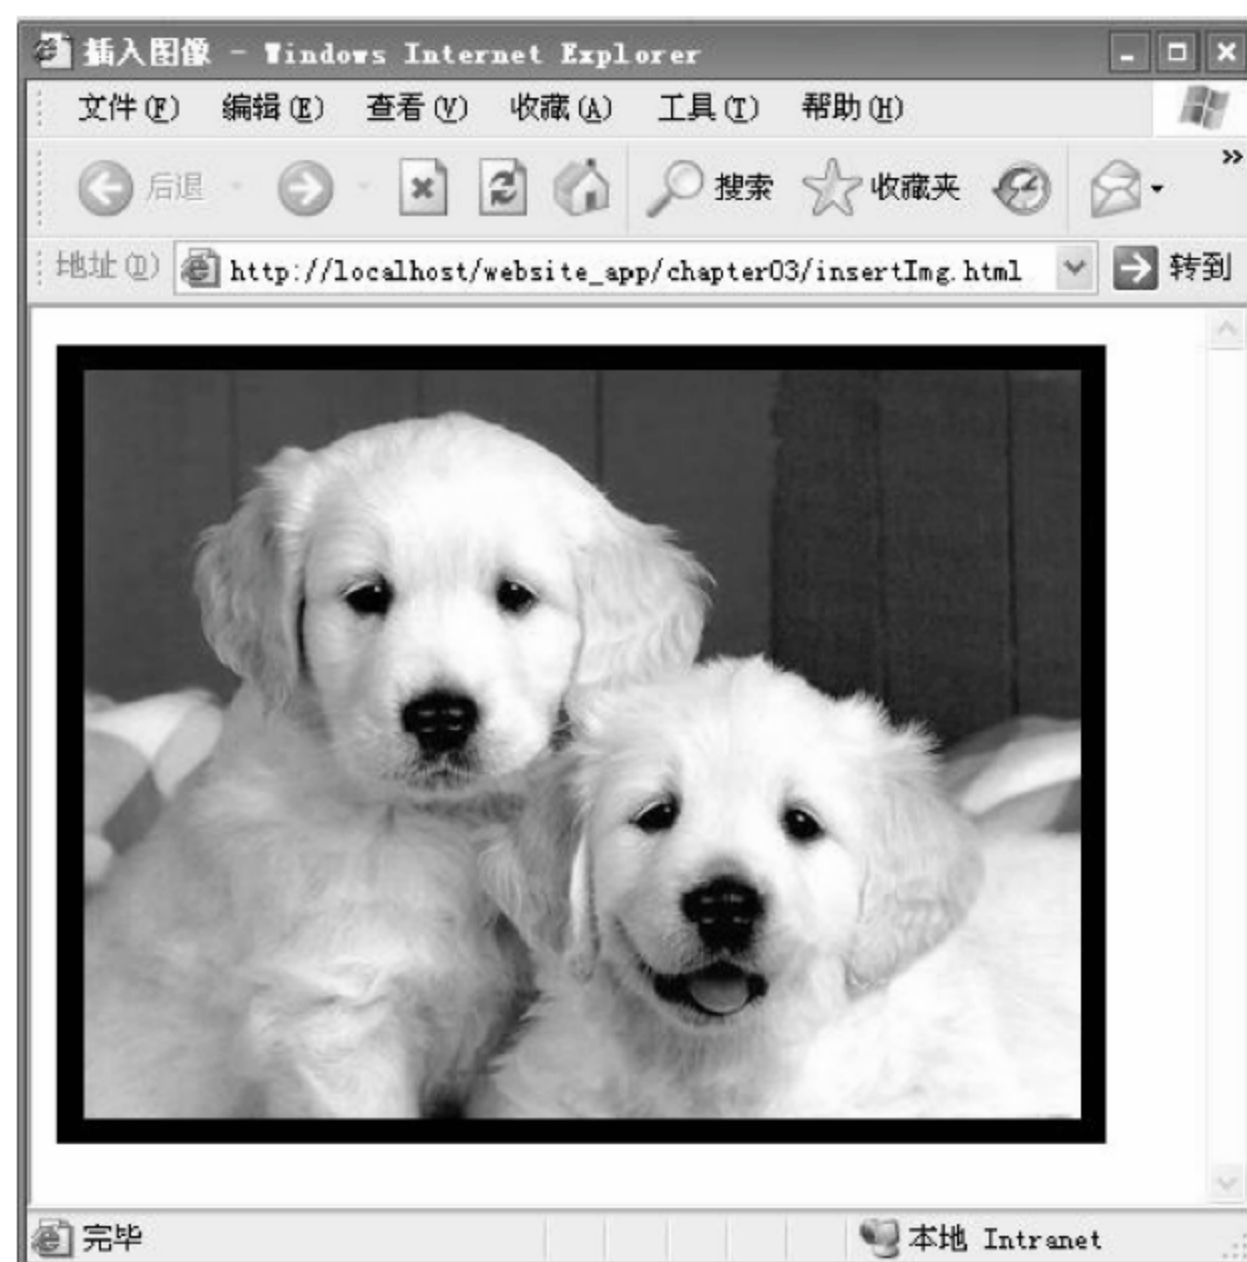 插入图像 - Windows Internet Explorer
文件(F) 编辑(E) 查看(V) 收藏(A) 工具(T) 帮助(H)
后退 搜索 收藏夹 »
地址(D) http://localhost/website_app/chapter03/insertImg.html 转到
完毕 本地 Intranet